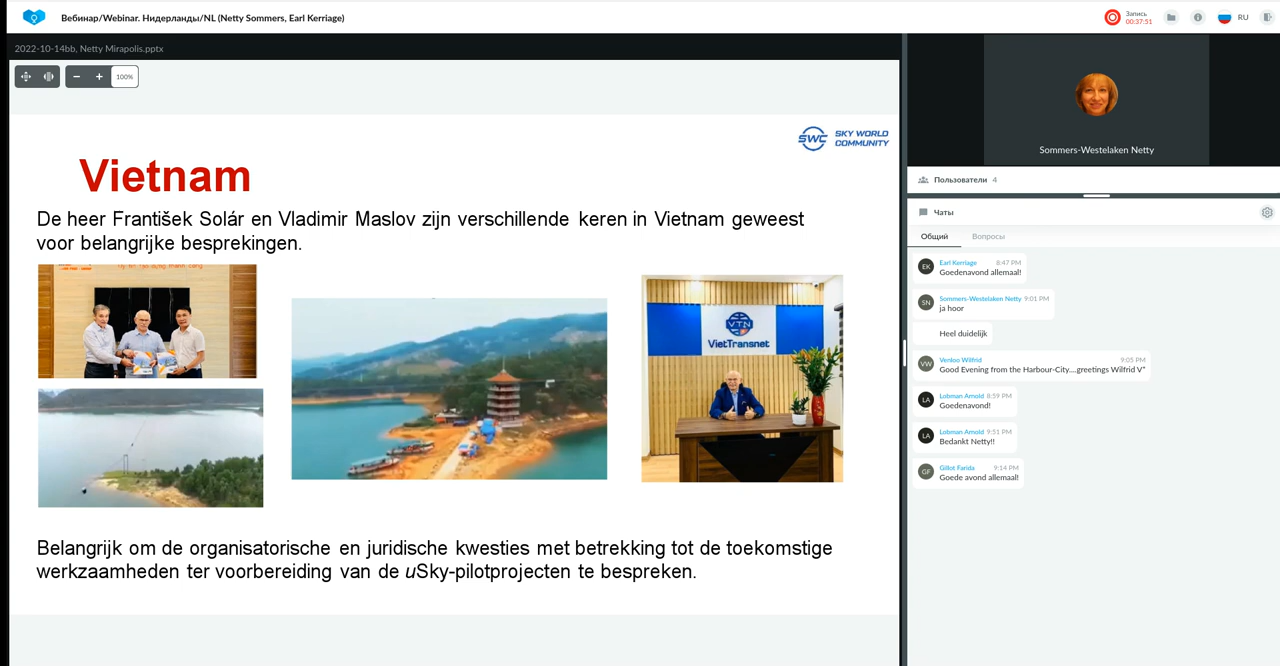 Вебинар/Webinar. Нидерланды/NL (Netty Sommers, Earl Kerriage)
Запись
00:37:51
RU
2022-10-14bb, Netty Mirapolis.pptx
100%
SWC SKY WORLD
COMMUNITY
Vietnam
De heer František Solár en Vladimir Maslov zijn verschillende keren in Vietnam geweest
voor belangrijke besprekingen.
VTN
VietTransnet
Belangrijk om de organisatorische en juridische kwesties met betrekking tot de toekomstige
werkzaamheden ter voorbereiding van de uSky-pilotprojecten te bespreken.
Sommers-Westelaken Netty
Пользователи 4
Чаты
Общий Вопросы
EK Earl Kerriage 8:47 PM
Goedenavond allemaal!
SN Sommers-Westelaken Netty 9:01 PM
ja hoor
Heel duidelijk
VW Venloo Wilfrid 9:05 PM
Good Evening from the Harbour-City....greetings Wilfrid V"
LA Lobman Arnold 8:59 PM
Goedenavond!
LA Lobman Arnold 9:51 PM
Bedankt Netty!!
GF Gillot Farida 9:14 PM
Goede avond allemaal!